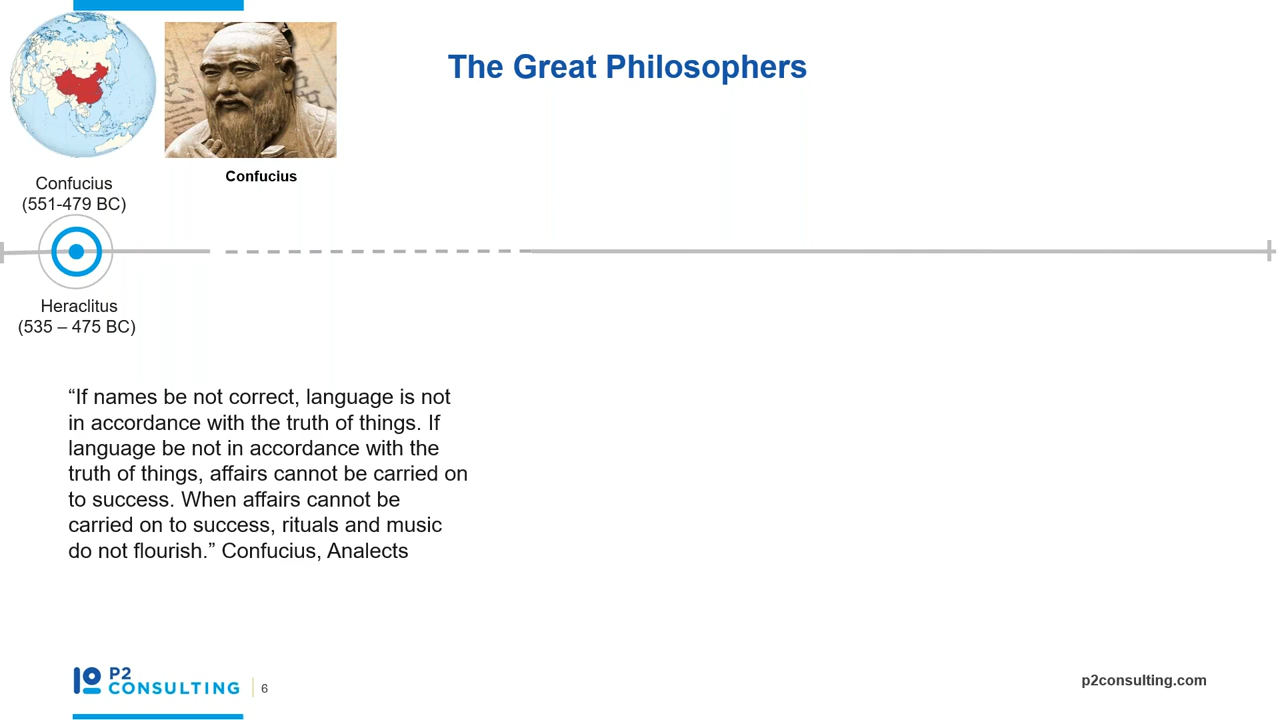 The Great Philosophers
Confucius
Confucius
(551-479 BC)
Heraclitus
(535 – 475 BC)
“If names be not correct, language is not
in accordance with the truth of things. If
language be not in accordance with the
truth of things, affairs cannot be carried on
to success. When affairs cannot be
carried on to success, rituals and music
do not flourish.” Confucius, Analects
P2
CONSULTING
6
p2consulting.com